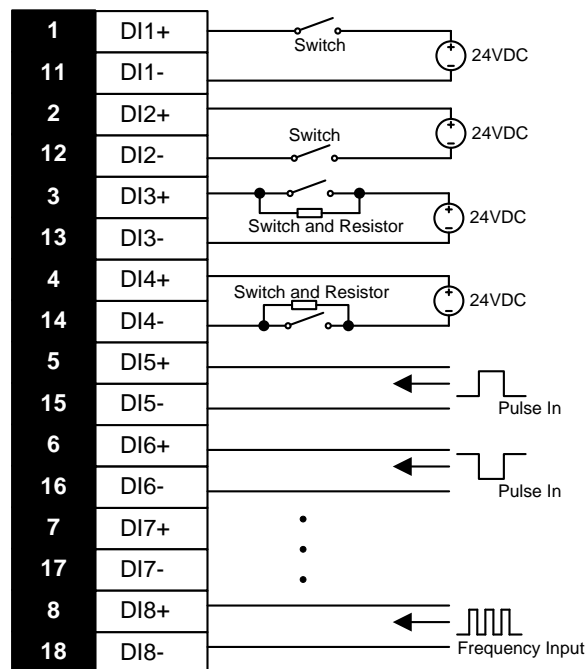 1 DI1+
Switch
24VDC
11 DI1-
2 DI2+
24VDC
Switch
12 DI2-
3 DI3+
24VDC
Switch and Resistor
13 DI3-
4 DI4+
Switch and Resistor
24VDC
14 DI4-
5 DI5+
15 DI5-
Pulse In
6 DI6+
16 DI6-
Pulse In
7 DI7+
17 DI7-
8 DI8+
18 DI8-
Frequency Input